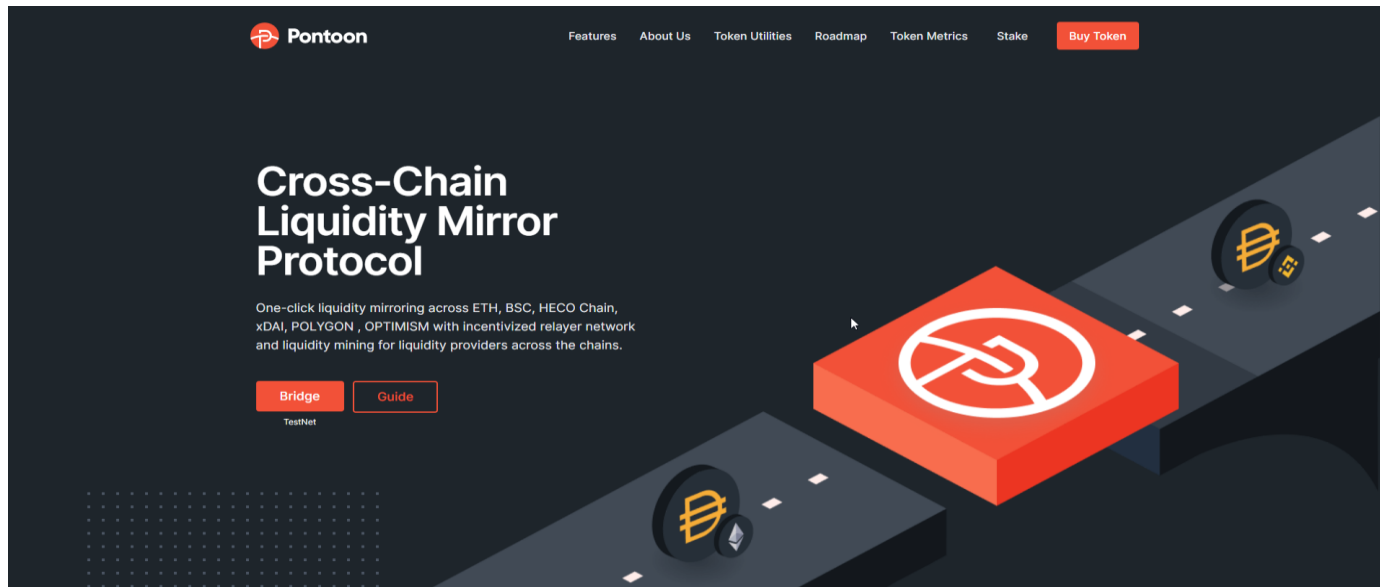 Pontoon
Features About Us Token Utilities Roadmap Token Metrics Stake Buy Token
Cross-Chain
Liquidity Mirror
Protocol
One-click liquidity mirroring across ETH, BSC, HECO Chain,
xDAI, POLYGON , OPTIMISM with incentivized relayer network
and liquidity mining for liquidity providers across the chains.
Bridge Guide
TestNet